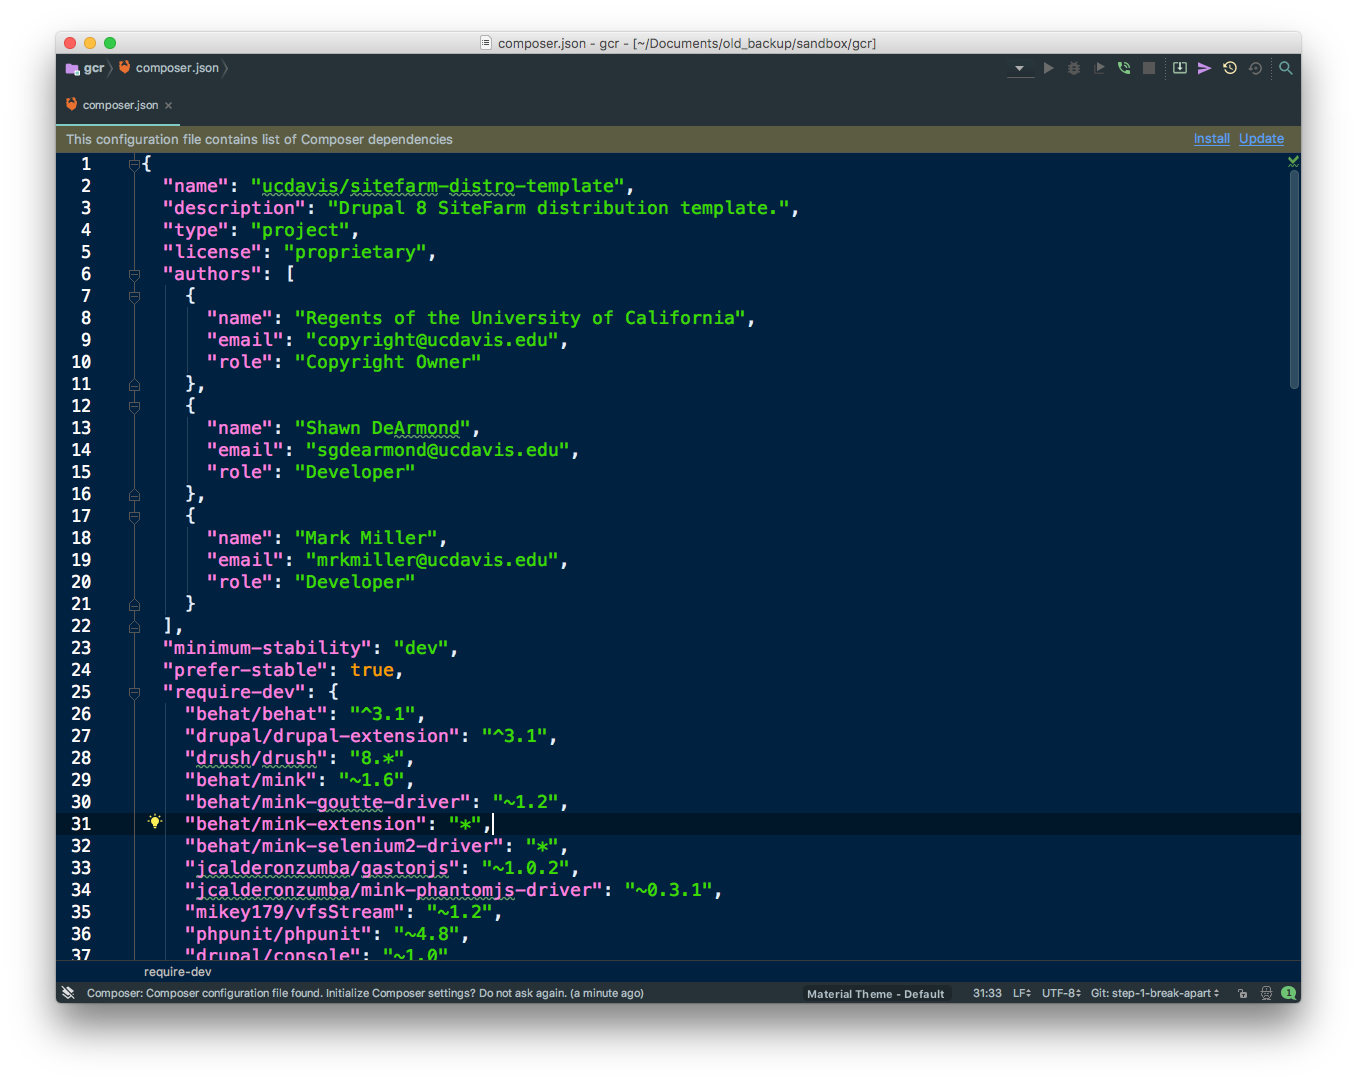 composer.json - gcr - [~/Documents/old_backup/sandbox/gcr]
gcr composer.json
composer.json ×
This configuration file contains list of Composer dependencies Install Update
1 {
2 "name": "ucdavis/sitefarm-distro-template",
3 "description": "Drupal 8 SiteFarm distribution template.",
4 "type": "project",
5 "license": "proprietary",
6 "authors": [
7 {
8 "name": "Regents of the University of California",
9 "email": "copyright@ucdavis.edu",
10 "role": "Copyright Owner"
11 },
12 {
13 "name": "Shawn DeArmond",
14 "email": "sgdearmond@ucdavis.edu",
15 "role": "Developer"
16 },
17 {
18 "name": "Mark Miller",
19 "email": "mrkmiller@ucdavis.edu",
20 "role": "Developer"
21 }
22 ],
23 "minimum-stability": "dev",
24 "prefer-stable": true,
25 "require-dev": {
26 "behat/behat": "^3.1",
27 "drupal/drupal-extension": "^3.1",
28 "drush/drush": "8.*",
29 "behat/mink": "~1.6",
30 "behat/mink-goutte-driver": "~1.2",
31 "behat/mink-extension": "*",
32 "behat/mink-selenium2-driver": "*",
33 "jcalderonzumba/gastonjs": "~1.0.2",
34 "jcalderonzumba/mink-phantomjs-driver": "~0.3.1",
35 "mikey179/vfsStream": "~1.2",
36 "phpunit/phpunit": "~4.8",
37 "drupal/console": "~1.0"
require-dev
Composer: Composer configuration file found. Initialize Composer settings? Do not ask again. (a minute ago) Material Theme - Default 31:33 LF UTF-8 Git: step-1-break-apart 1